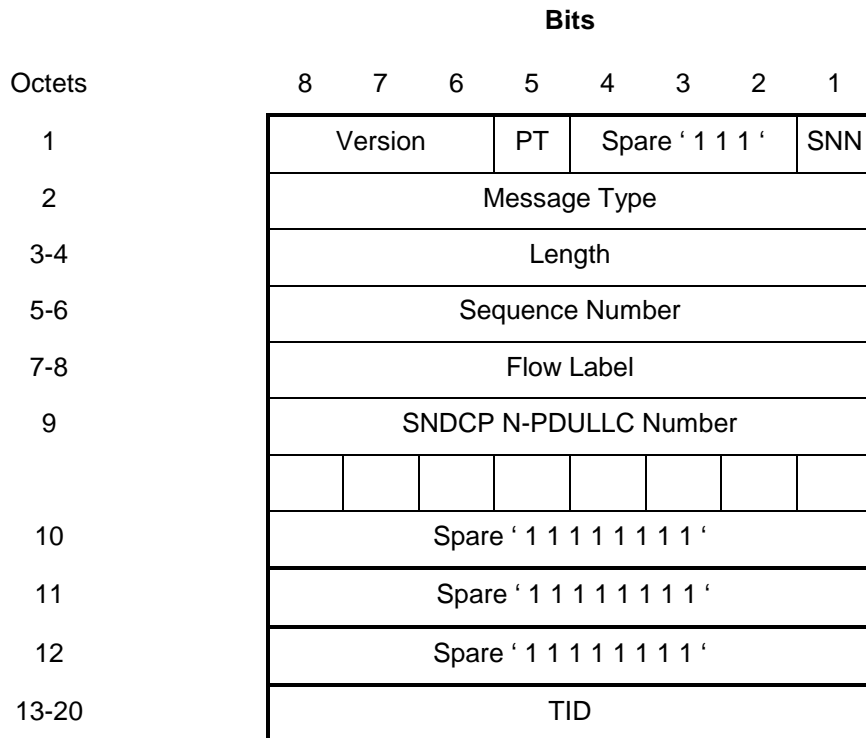 Bits
Octets 8 7 6 5 4 3 2 1
1 Version PT Spare ‘ 1 1 1 ‘ SNN
2 Message Type
3-4 Length
5-6 Sequence Number
7-8 Flow Label
9 SNDCP N-PDULLC Number
10 Spare ‘ 1 1 1 1 1 1 1 1 ‘
11 Spare ‘ 1 1 1 1 1 1 1 1 ‘
12 Spare ‘ 1 1 1 1 1 1 1 1 ‘
13-20 TID